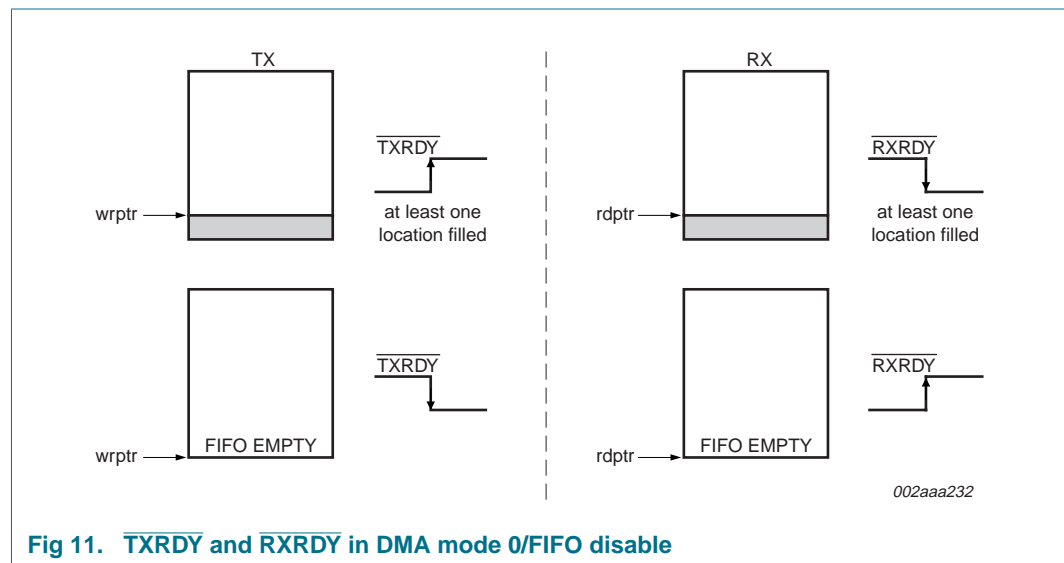 TX
TXRDY
wrptr
at least one
location filled
TXRDY
FIFO EMPTY
wrptr
RX
RXRDY
rdptr
at least one
location filled
RXRDY
FIFO EMPTY
rdptr
002aaa232
Fig 11. TXRDY and RXRDY in DMA mode 0/FIFO disable